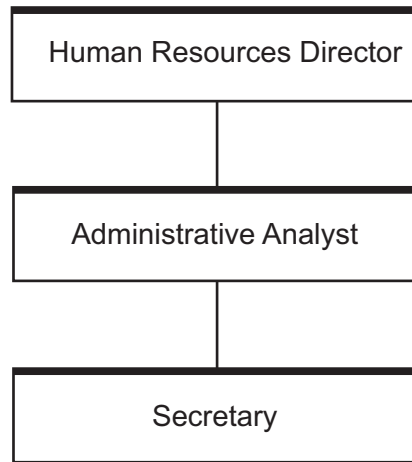 Human Resources Director
Administrative Analyst
Secretary